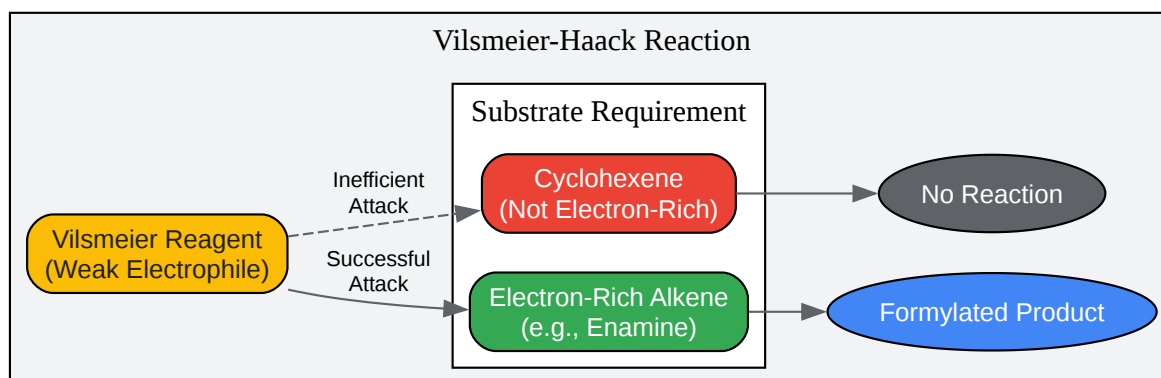 Vilsmeier-Haack Reaction
Substrate Requirement
Inefficient
Attack
Cyclohexene
(Not Electron-Rich)
No Reaction
Vilsmeier Reagent
(Weak Electrophile)
Successful
Attack
Electron-Rich Alkene
(e.g., Enamine)
Formylated Product